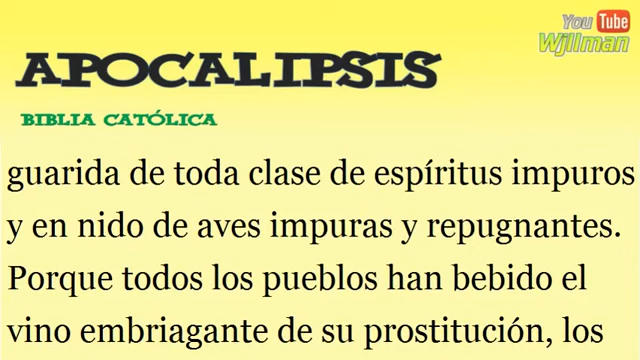 You Tube
Wjllman
APOCALIPSIS
BIBLIA CATÓLICA
guarida de toda clase de espíritus impuros
y en nido de aves impuras y repugnantes.
Porque todos los pueblos han bebido el
vino embriagante de su prostitución, los